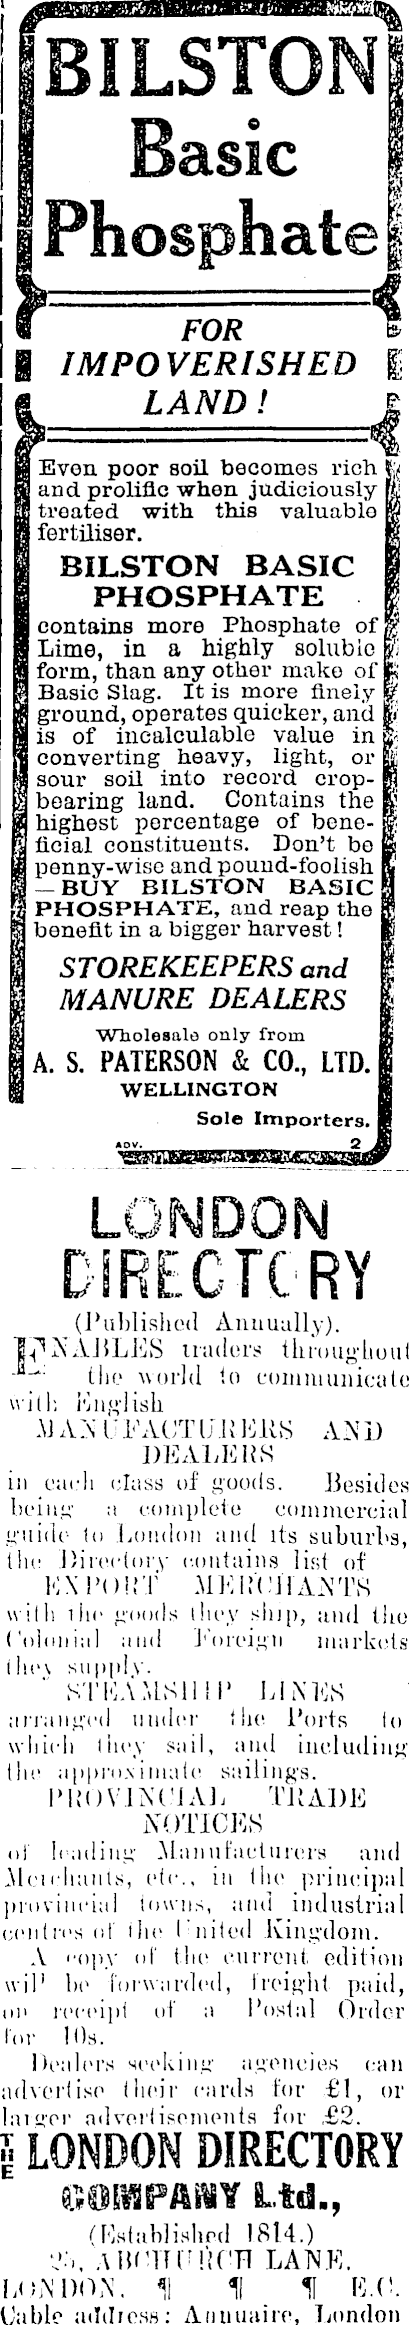 BILSTON
Basic
Phosphate
FOR
IMPOVERISHED
LAND!
Even poor soil becomes rich
and prolific when judiciously
treated with this valuable
fertiliser.
BILSTON BASIC
PHOSPHATE
contains more Phosphate of
Lime, in a highly soluble
form, than any other make of
Basic Slag. It is more finely
ground, operates quicker, and
is of incalculable value in
converting heavy, light, or
sour soil into record crop-
bearing land. Contains the
highest percentage of bene-
ficial constituents. Don't be
penny-wise and pound-foolish
— BUY BILSTON BASIC
PHOSPHATE, and reap the
benefit in a bigger harvest!
STOREKEEPERS and
MANURE DEALERS
Wholesale only from
A. S. PATERSON & CO., LTD.
WELLINGTON
Sole Importers.
ADV. 2
LONDON
DIRECTORY
(Published Annually).
ENABLES traders throughout
the world to communicate
with English
MANUFACTURERS AND
DEALERS
in each class of goods. Besides
being a complete commercial
guide to London and its suburbs,
the Directory contains list of
EXPORT MERCHANTS
with the goods they ship, and the
Colonial and Foreign markets
they supply.
STEAMSHIP LINES
arranged under the Ports to
which they sail, and including
the approximate sailings.
PROVINCIAL TRADE
NOTICES
of leading Manufacturers and
Merchants, etc., in the principal
provincial towns, and industrial
centres of the United Kingdom.
A copy of the current edition
will be forwarded, freight paid,
on receipt of a Postal Order
for 10s.
Dealers seeking agencies can
advertise their cards for £1, or
larger advertisements for £2.
THE LONDON DIRECTORY
COMPANY Ltd.,
(Established 1814.)
25, ABCHURCH LANE.
LONDON. ¶ ¶ ¶ E.C.
Cable address: Annuaire, London